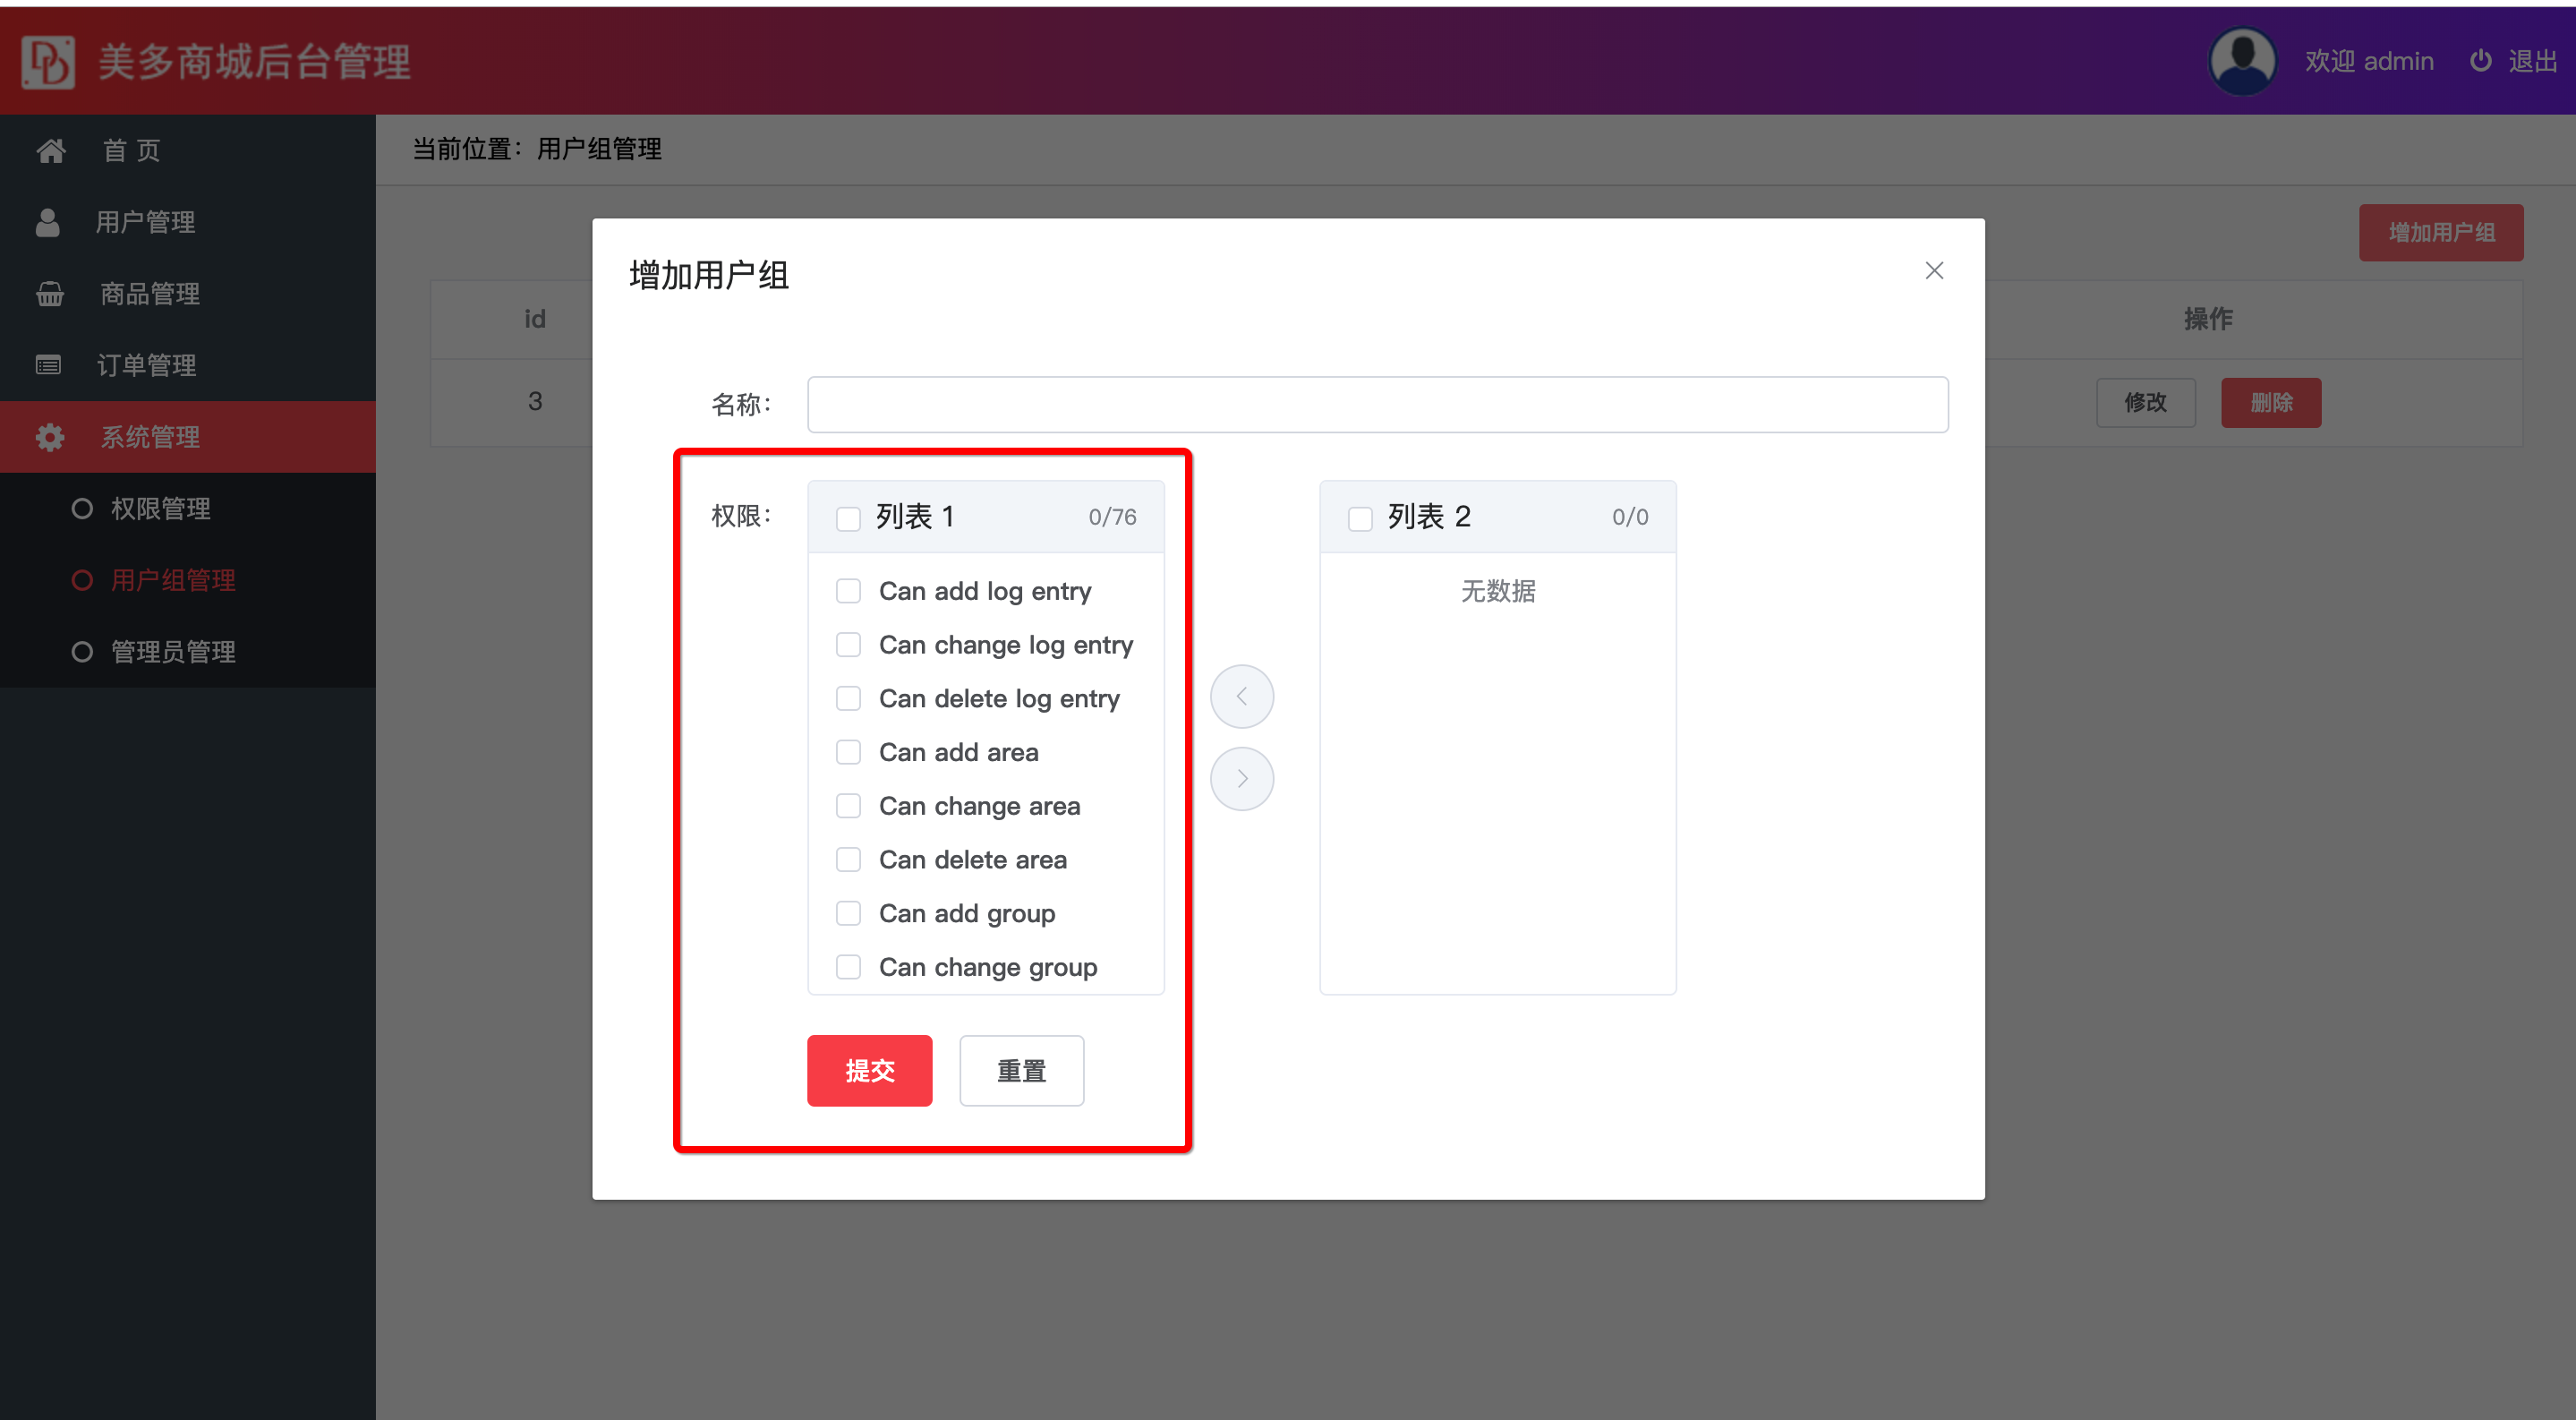 美多商城后台管理
欢迎 admin
退出
首 页
用户管理
商品管理
订单管理
系统管理
权限管理
用户组管理
管理员管理
当前位置：用户组管理
增加用户组
id
操作
3
修改
删除
增加用户组
名称：
权限：
列表 1
0/76
Can add log entry
Can change log entry
Can delete log entry
Can add area
Can change area
Can delete area
Can add group
Can change group
列表 2
0/0
无数据
提交
重置